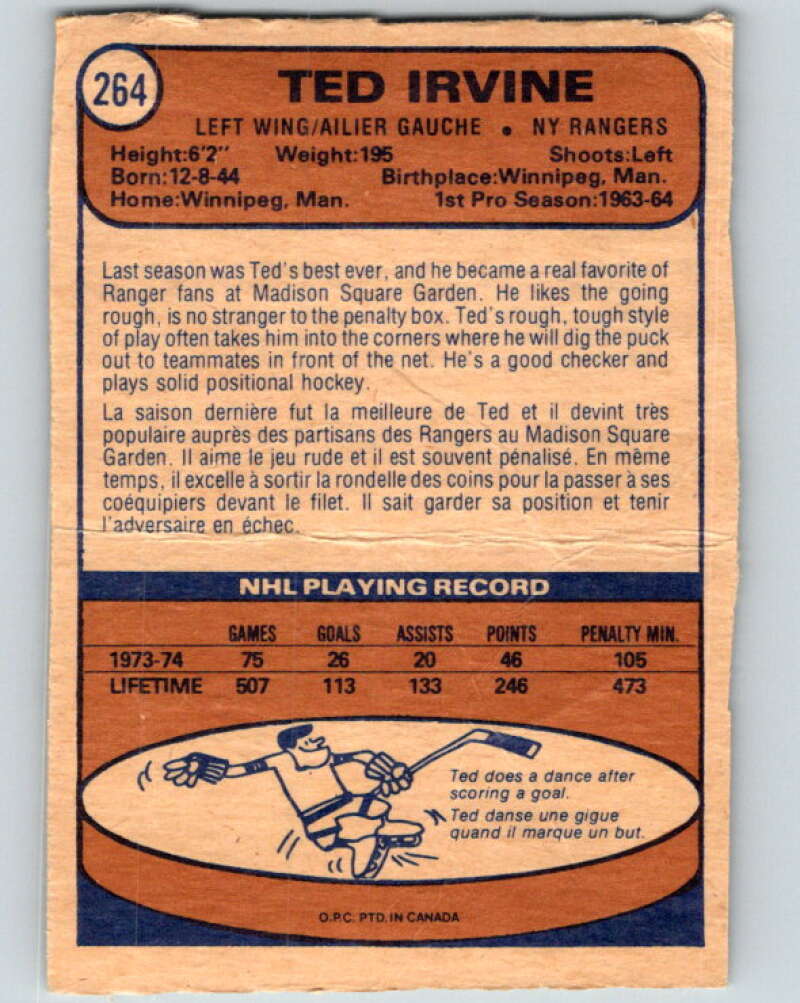 264
TED IRVINE
LEFT WING/AILIER GAUCHE • NY RANGERS
Height:6'2" Weight:195 Shoots:Left
Born:12-8-44 Birthplace:Winnipeg, Man.
Home:Winnipeg, Man. 1st Pro Season:1963-64
Last season was Ted's best ever, and he became a real favorite of
Ranger fans at Madison Square Garden. He likes the going
rough, is no stranger to the penalty box. Ted's rough, tough style
of play often takes him into the corners where he will dig the puck
out to teammates in front of the net. He's a good checker and
plays solid positional hockey.
La saison dernière fut la meilleure de Ted et il devint très
populaire auprès des partisans des Rangers au Madison Square
Garden. Il aime le jeu rude et il est souvent pénalisé. En même
temps, il excelle à sortir la rondelle des coins pour la passer à ses
coéquipiers devant le filet. Il sait garder sa position et tenir
l'adversaire en échec.
NHL PLAYING RECORD
GAMES GOALS ASSISTS POINTS PENALTY MIN.
1973-74 75 26 20 46 105
LIFETIME 507 113 133 246 473
Ted does a dance after
scoring a goal.
Ted danse une gigue
quand il marque un but.
O.P.C. PTD. IN CANADA